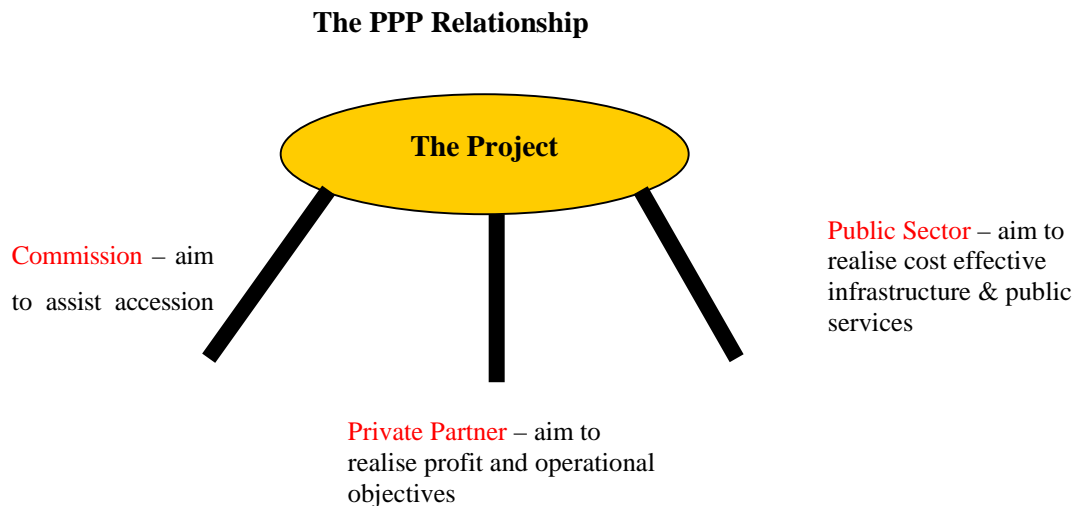 The PPP Relationship
The Project
Commission – aim
to assist accession
Public Sector – aim to
realise cost effective
infrastructure & public
services
Private Partner – aim to
realise profit and operational
objectives